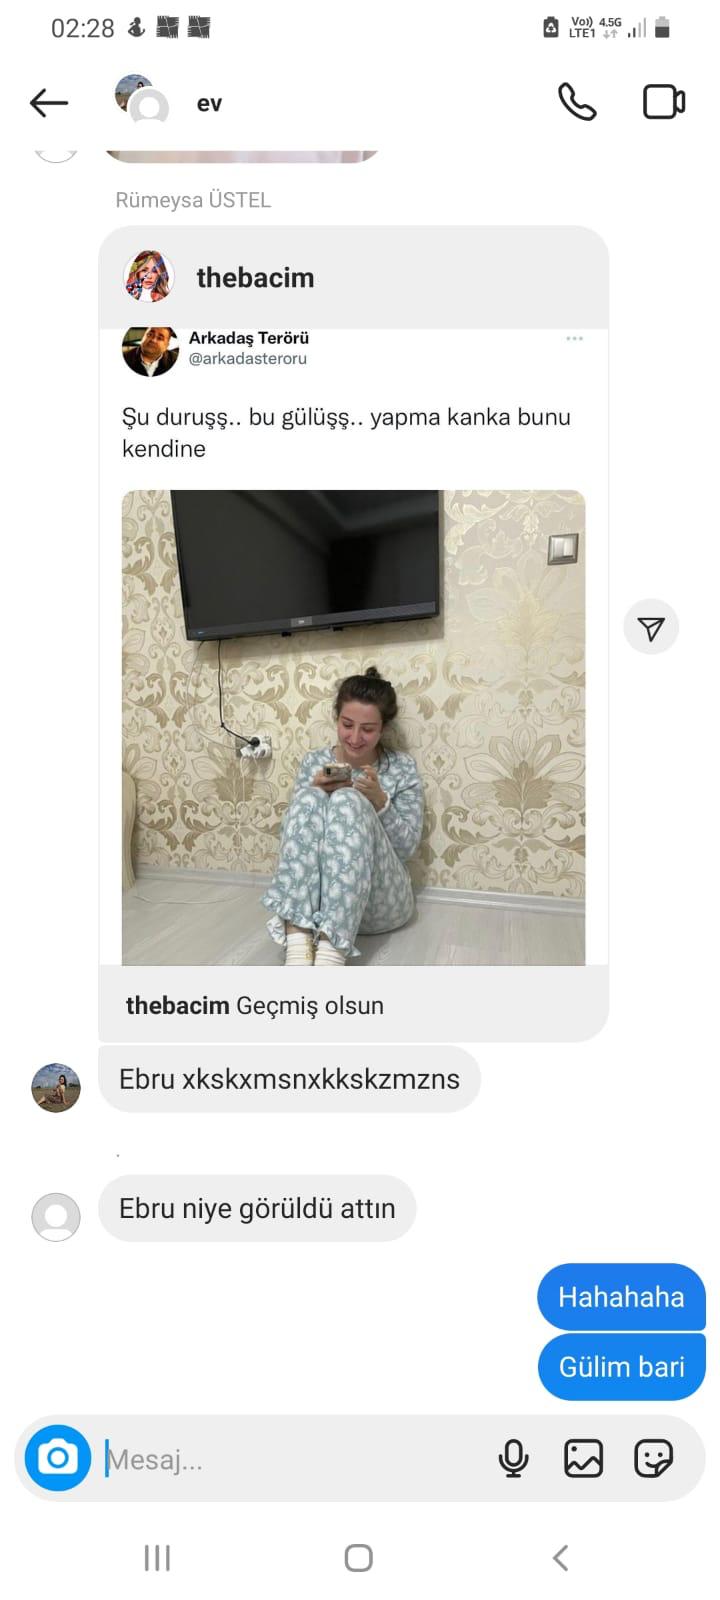 02:28
Vo)) 4.5G
LTE1
ev
Rümeysa ÜSTEL
thebacim
Arkadaş Terörü
@arkadasteroru
Şu duruşş.. bu gülüşş.. yapma kanka bunu
kendine
thebacim Geçmiş olsun
Ebru xkskxmsnxkkskzmzns
.
Ebru niye görüldü attın
Hahahaha
Gülim bari
Mesaj...